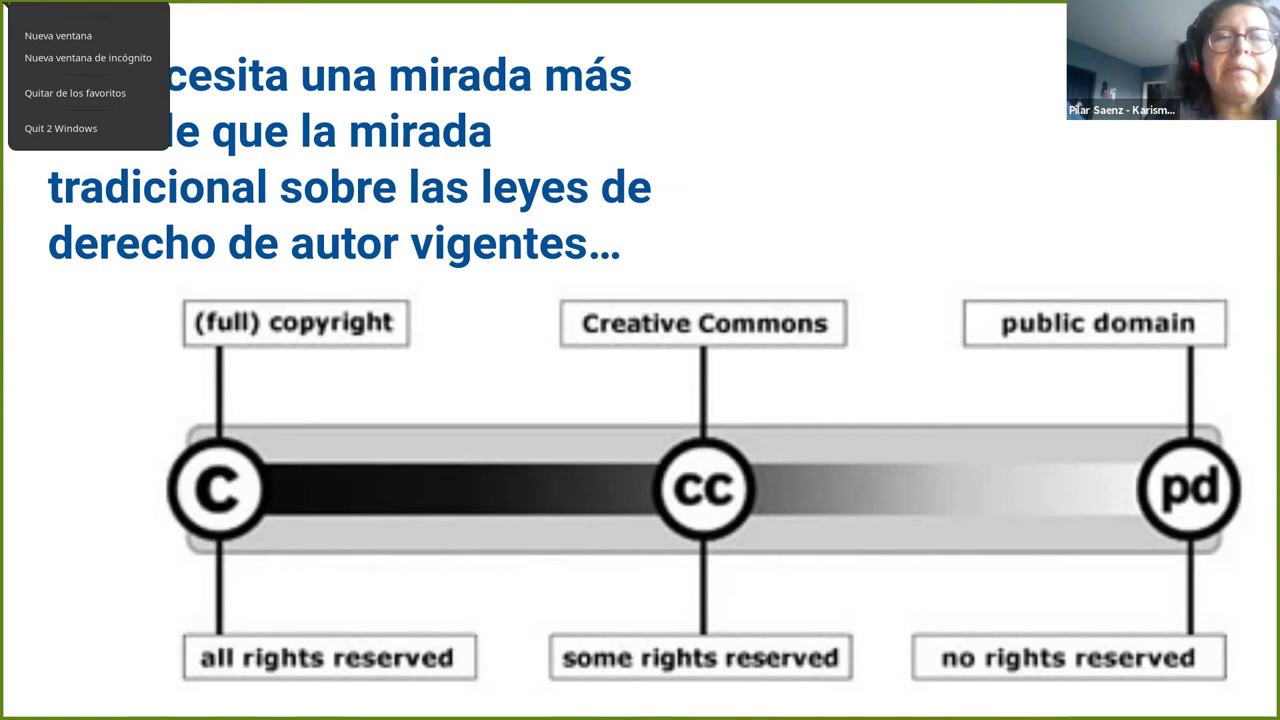 Nueva ventana
Nueva ventana de incógnito
Quitar de los favoritos
Quit 2 Windows
Pilar Saenz - Karism...
una mirada más
que la mirada
tradicional sobre las leyes de
derecho de autor vigentes...
(full) copyright
Creative Commons
public domain
C
cc
pd
all rights reserved
some rights reserved
no rights reserved